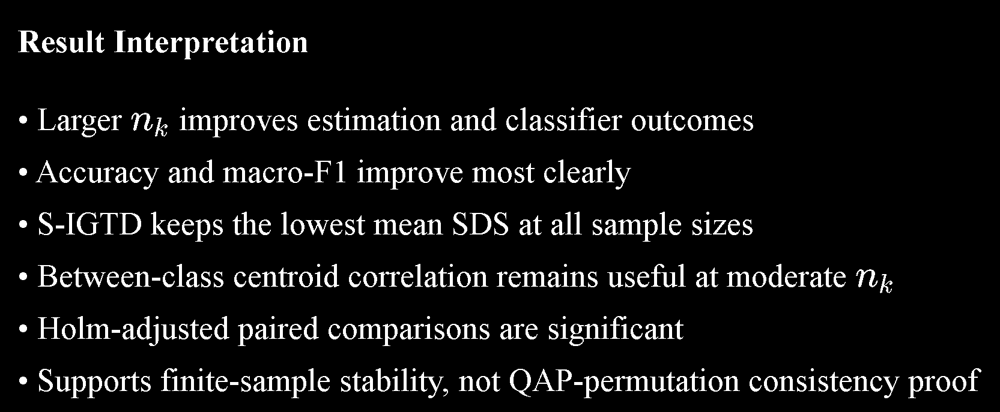 Result Interpretation
• Larger nₖ improves estimation and classifier outcomes
• Accuracy and macro-F1 improve most clearly
• S-IGTD keeps the lowest mean SDS at all sample sizes
• Between-class centroid correlation remains useful at moderate nₖ
• Holm-adjusted paired comparisons are significant
• Supports finite-sample stability, not QAP-permutation consistency proof